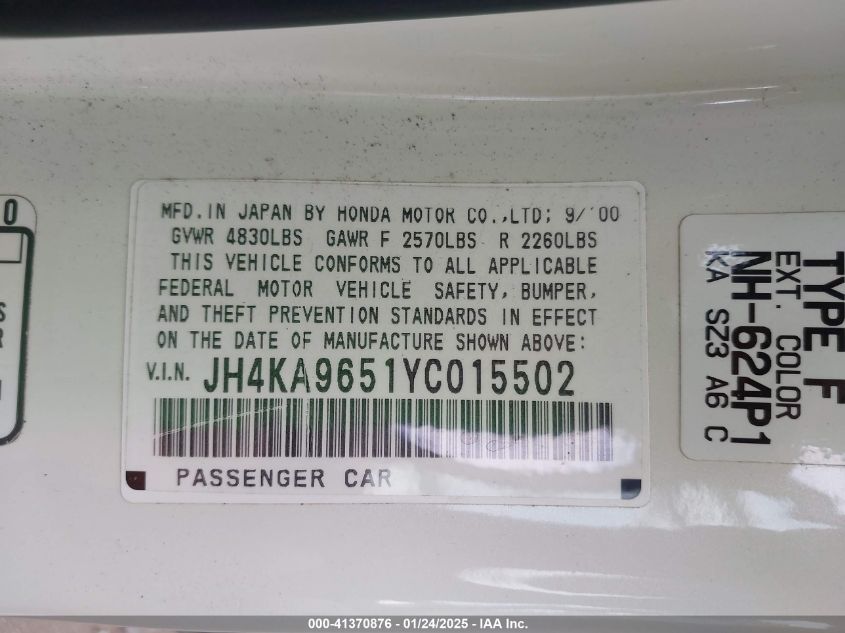 0
S
R
MFD.IN JAPAN BY HONDA MOTOR CO.,LTD; 9/'00
GVWR 4830LBS GAWR F 2570LBS R 2260LBS
THIS VEHICLE CONFORMS TO ALL APPLICABLE
FEDERAL MOTOR VEHICLE SAFETY, BUMPER,
AND THEFT PREVENTION STANDARDS IN EFFECT
ON THE DATE OF MANUFACTURE SHOWN ABOVE:
V.I.N. JH4KA9651YC015502
PASSENGER CAR
TYPE F
EXT. COLOR
NH-624P1
KA SZ3 A6 C
000-41370876 - 01/24/2025 - IAA Inc.